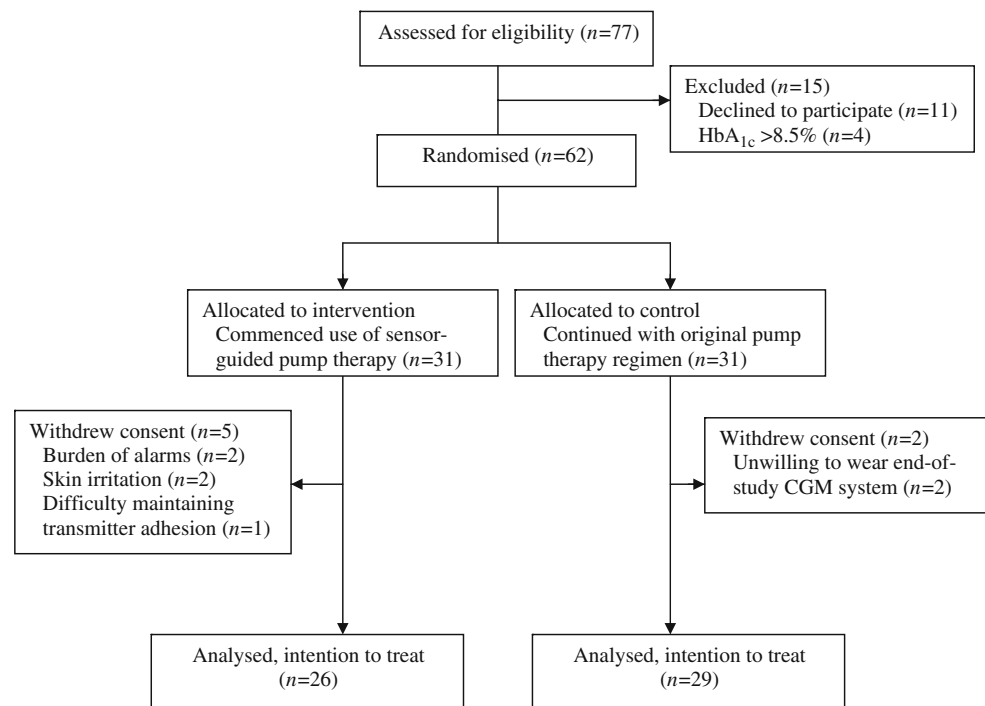 Assessed for eligibility (n=77)
Excluded (n=15)
Declined to participate (n=11)
HbA1c >8.5% (n=4)
Randomised (n=62)
Allocated to intervention
Commenced use of sensor-
guided pump therapy (n=31)
Allocated to control
Continued with original pump
therapy regimen (n=31)
Withdrew consent (n=5)
Burden of alarms (n=2)
Skin irritation (n=2)
Difficulty maintaining
transmitter adhesion (n=1)
Withdrew consent (n=2)
Unwilling to wear end-of-
study CGM system (n=2)
Analysed, intention to treat
(n=26)
Analysed, intention to treat
(n=29)